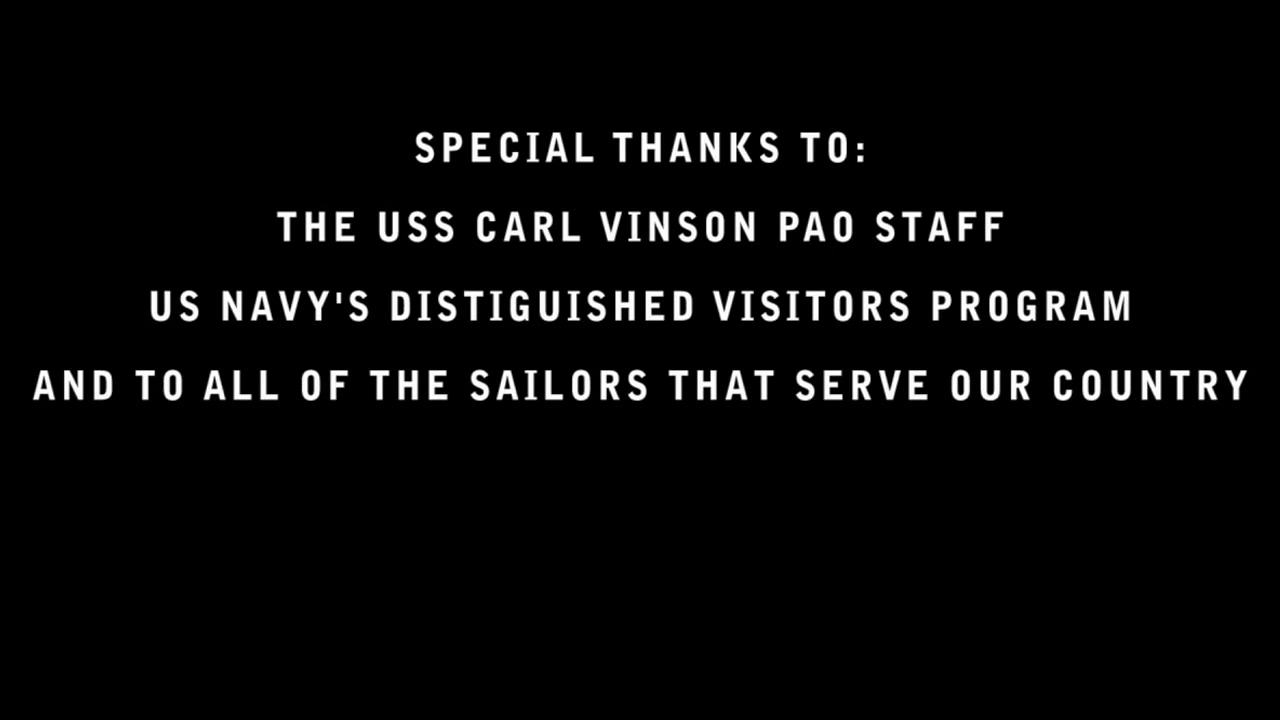 SPECIAL THANKS TO:
THE USS CARL VINSON PAO STAFF
US NAVY'S DISTIGUISHED VISITORS PROGRAM
AND TO ALL OF THE SAILORS THAT SERVE OUR COUNTRY